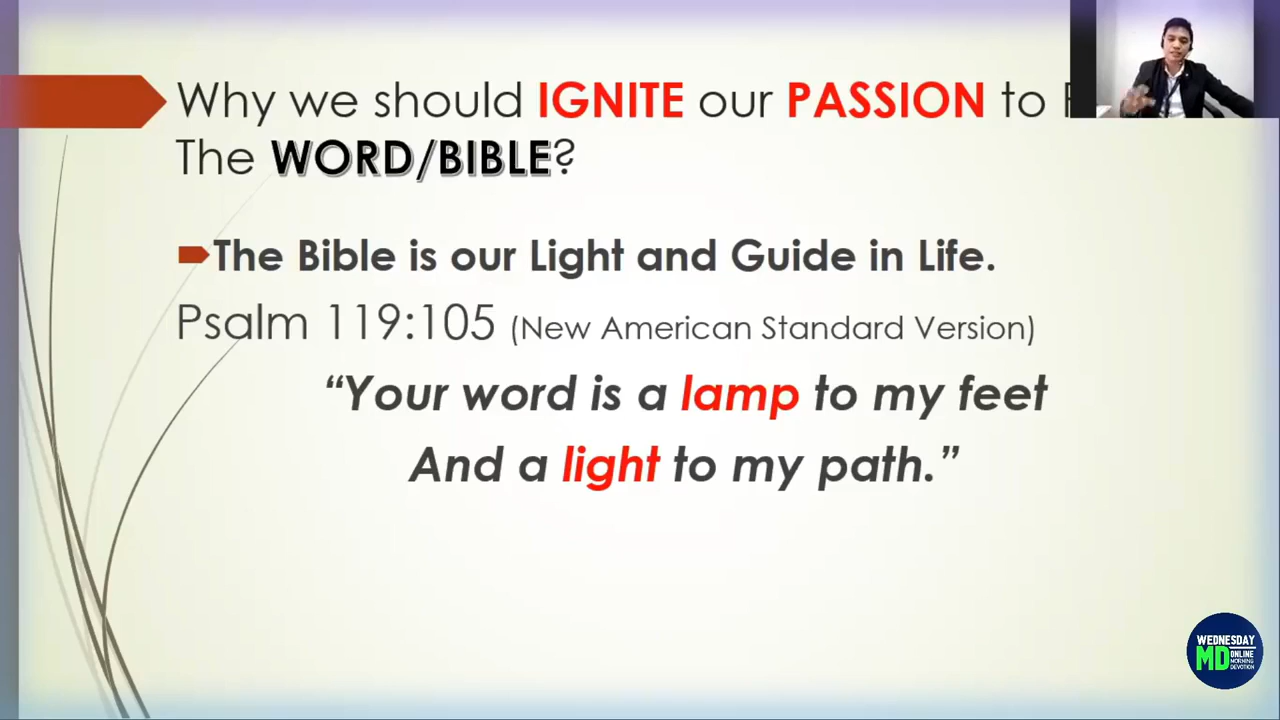 Why we should IGNITE our PASSION to
The WORD/BIBLE?
The Bible is our Light and Guide in Life.
Psalm 119:105 (New American Standard Version)
“Your word is a lamp to my feet
And a light to my path.”
WEDNESDAY
MD ONLINE
MORNING
DEVOTION